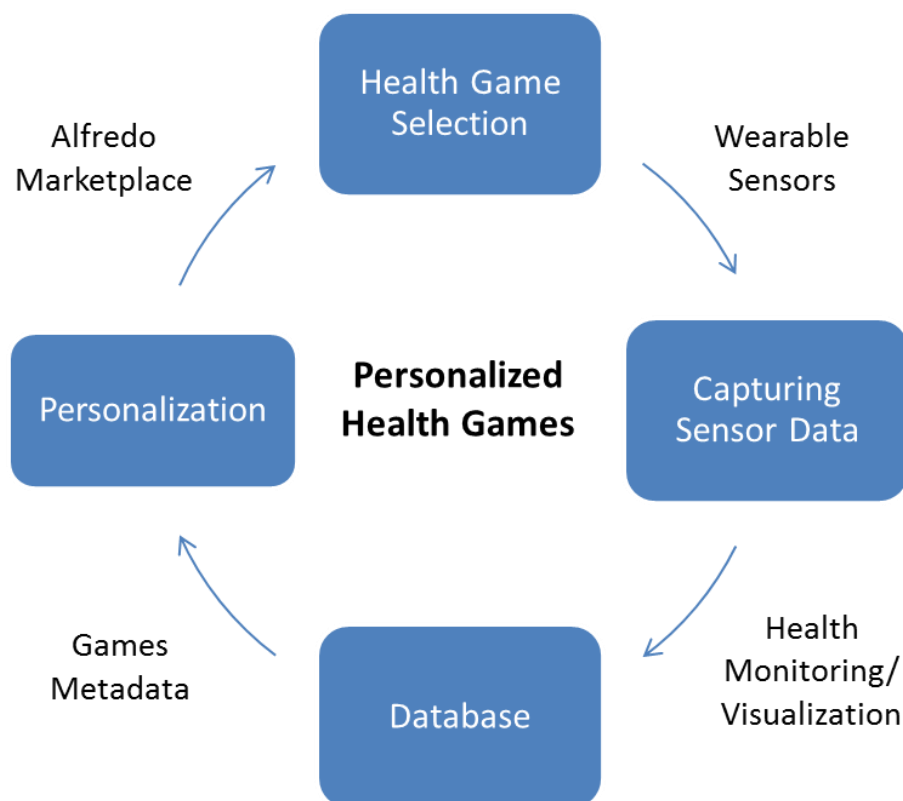 Health Game
Selection
Alfredo
Marketplace
Wearable
Sensors
Personalization
Personalized
Health Games
Capturing
Sensor Data
Games
Metadata
Database
Health
Monitoring/
Visualization